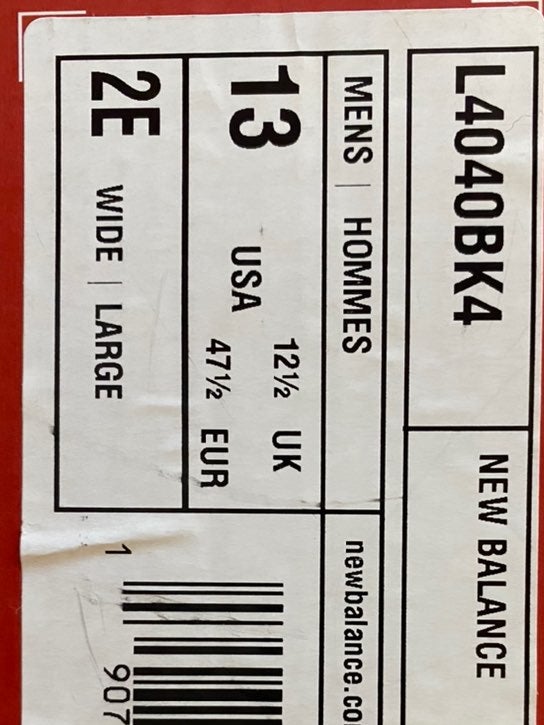 L4040BK4
NEW BALANCE
MENS | HOMMES
newbalance.co
13 USA
12½ UK
47½ EUR
2E WIDE | LARGE
1 907